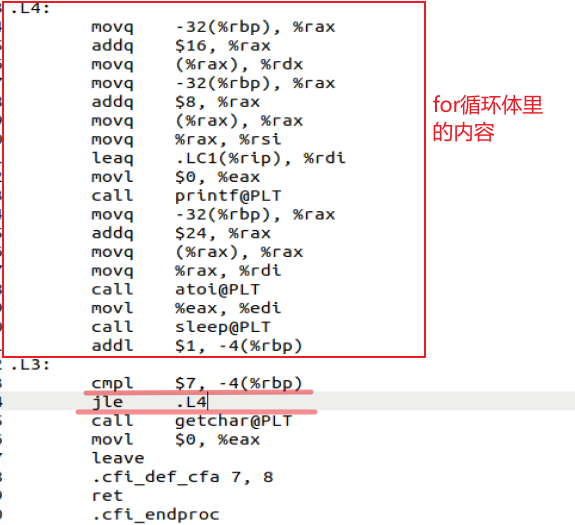 .L4:
movq -32(%rbp), %rax
addq $16, %rax
movq (%rax), %rdx
movq -32(%rbp), %rax
addq $8, %rax
movq (%rax), %rax
movq %rax, %rsi
leaq .LC1(%rip), %rdi
movl $0, %eax
call printf@PLT
movq -32(%rbp), %rax
addq $24, %rax
movq (%rax), %rax
movq %rax, %rdi
call atoi@PLT
movl %eax, %edi
call sleep@PLT
addl $1, -4(%rbp)
for循环体里
的内容
.L3:
cmpl $7, -4(%rbp)
jle .L4
call getchar@PLT
movl $0, %eax
leave
.cfi_def_cfa 7, 8
ret
.cfi_endproc